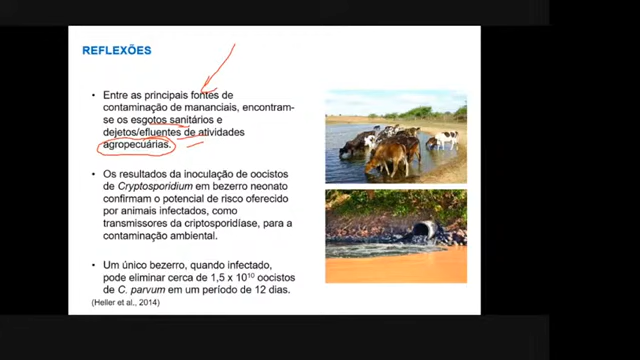 REFLEXÕES
• Entre as principais fontes de
contaminação de mananciais, encontram-
se os esgotos sanitários e
dejetos/efluentes de atividades
agropecuárias.
• Os resultados da inoculação de oocistos
de Cryptosporidium em bezerro neonato
confirmam o potencial de risco oferecido
por animais infectados, como
transmissores da criptosporidíase, para a
contaminação ambiental.
• Um único bezerro, quando infectado,
pode eliminar cerca de 1,5 x 10¹⁰ oocistos
de C. parvum em um período de 12 dias.
(Heller et al., 2014)